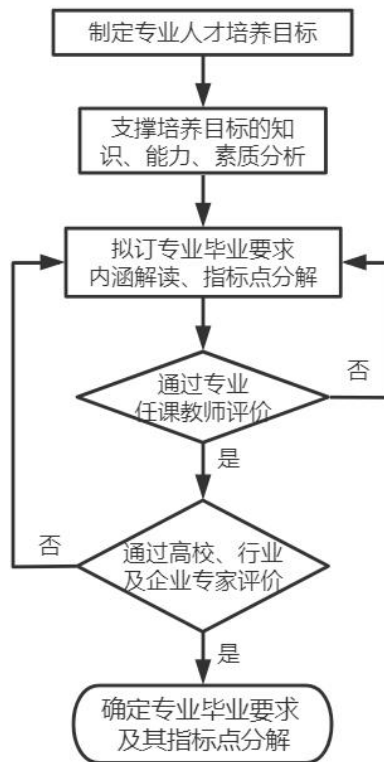 制定专业人才培养目标
支撑培养目标的知
识、能力、素质分析
拟订专业毕业要求
内涵解读、指标点分解
通过专业
任课教师评价
否
是
通过高校、行业
及企业专家评价
否
是
确定专业毕业要求
及其指标点分解